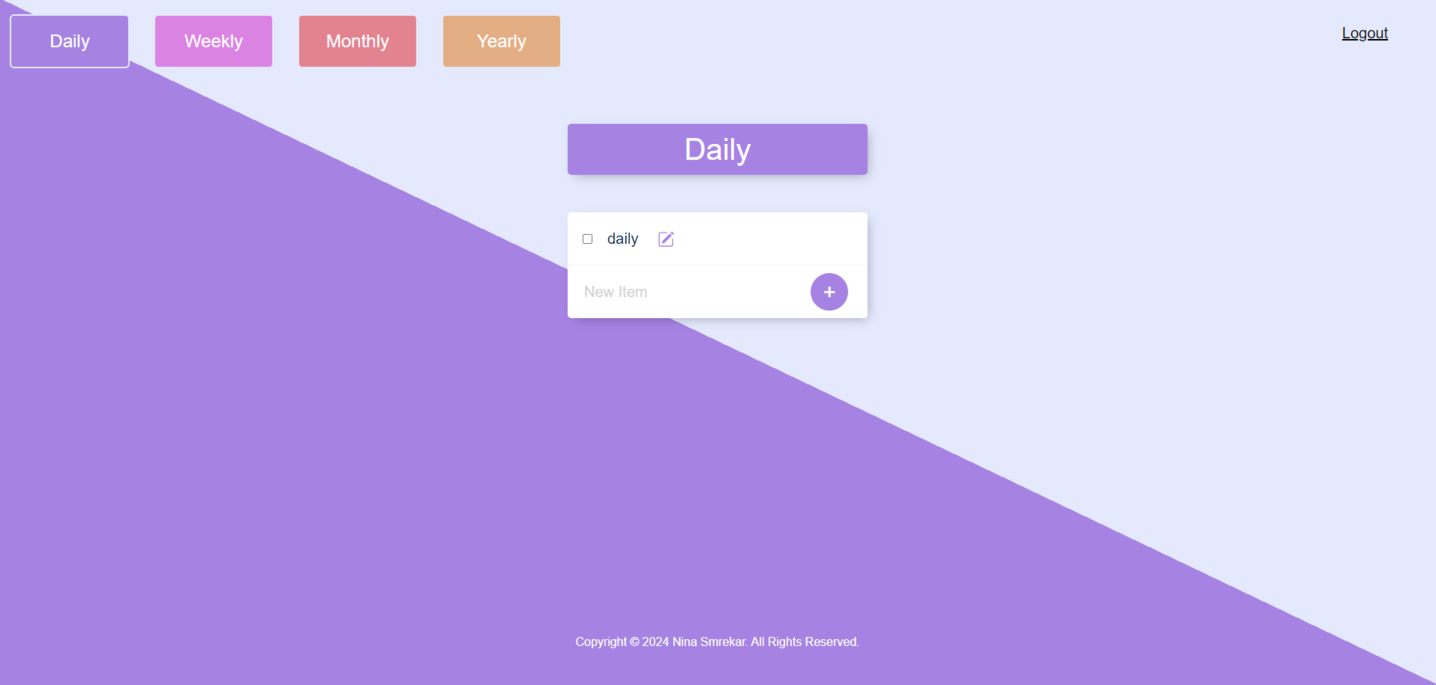 Daily Weekly Monthly Yearly Logout
Daily
daily
New Item
+
Copyright © 2024 Nina Smrekar. All Rights Reserved.